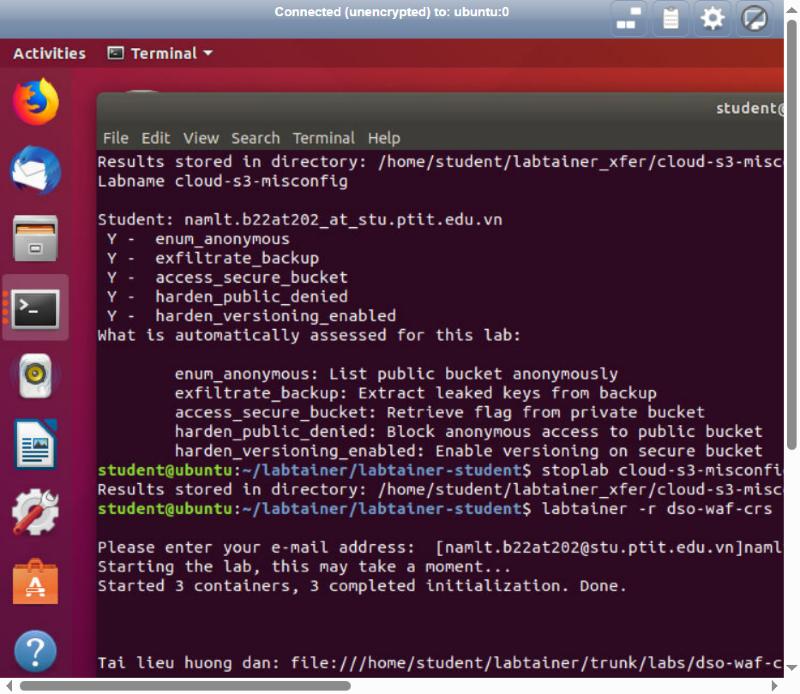 Connected (unencrypted) to: ubuntu:0
Activities Terminal
student@
File Edit View Search Terminal Help
Results stored in directory: /home/student/labtainer_xfer/cloud-s3-misc
Labname cloud-s3-misconfig
Student: namlt.b22at202_at_stu.ptit.edu.vn
Y - enum_anonymous
Y - exfiltrate_backup
Y - access_secure_bucket
Y - harden_public_denied
Y - harden_versioning_enabled
What is automatically assessed for this lab:
enum_anonymous: List public bucket anonymously
exfiltrate_backup: Extract leaked keys from backup
access_secure_bucket: Retrieve flag from private bucket
harden_public_denied: Block anonymous access to public bucket
harden_versioning_enabled: Enable versioning on secure bucket
student@ubuntu:~/labtainer/labtainer-student$ stoplab cloud-s3-misconfi
Results stored in directory: /home/student/labtainer_xfer/cloud-s3-misc
student@ubuntu:~/labtainer/labtainer-student$ labtainer -r dso-waf-crs
Please enter your e-mail address:  [namlt.b22at202@stu.ptit.edu.vn]naml
Starting the lab, this may take a moment...
Started 3 containers, 3 completed initialization. Done.
Tai lieu huong dan: file:///home/student/labtainer/trunk/labs/dso-waf-c